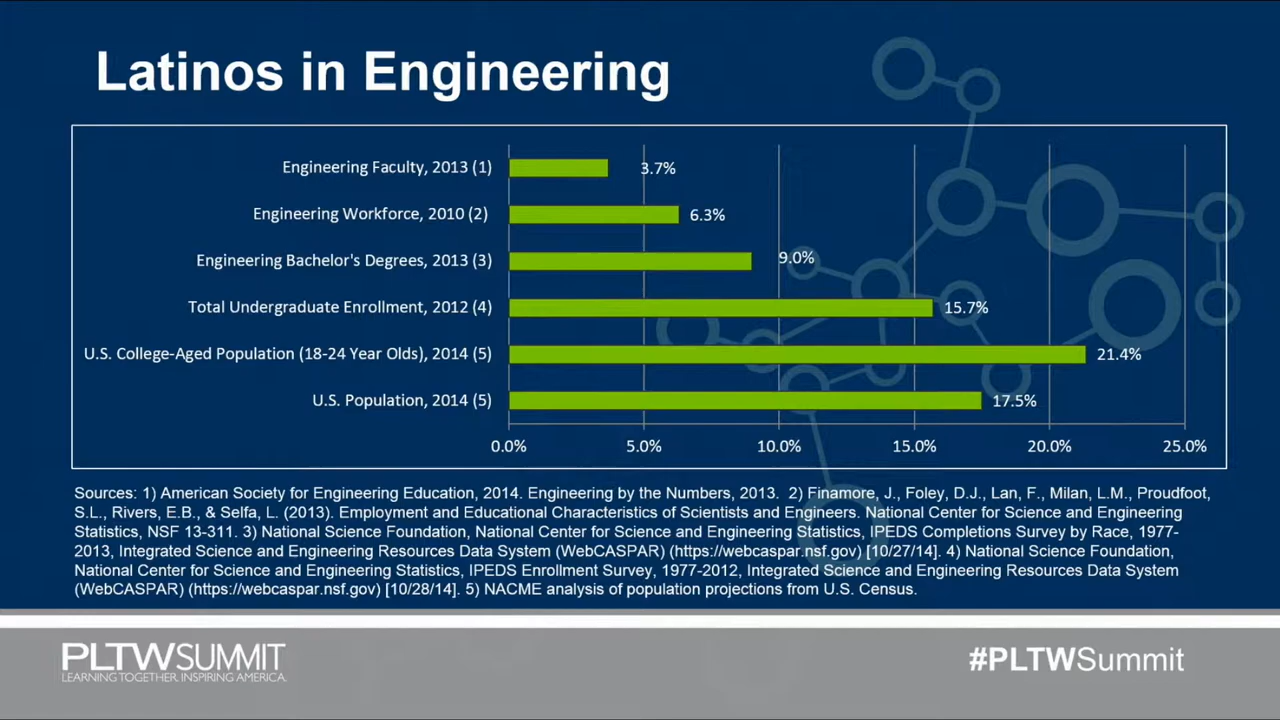 Latinos in Engineering
Engineering Faculty, 2013 (1)
3.7%
Engineering Workforce, 2010 (2)
6.3%
Engineering Bachelor's Degrees, 2013 (3)
9.0%
Total Undergraduate Enrollment, 2012 (4)
15.7%
U.S. College-Aged Population (18-24 Year Olds), 2014 (5)
21.4%
U.S. Population, 2014 (5)
17.5%
0.0% 5.0% 10.0% 15.0% 20.0% 25.0%
Sources: 1) American Society for Engineering Education, 2014. Engineering by the Numbers, 2013. 2) Finamore, J., Foley, D.J., Lan, F., Milan, L.M., Proudfoot,
S.L., Rivers, E.B., & Selfa, L. (2013). Employment and Educational Characteristics of Scientists and Engineers. National Center for Science and Engineering
Statistics, NSF 13-311. 3) National Science Foundation, National Center for Science and Engineering Statistics, IPEDS Completions Survey by Race, 1977-
2013, Integrated Science and Engineering Resources Data System (WebCASPAR) (https://webcaspar.nsf.gov) [10/27/14]. 4) National Science Foundation,
National Center for Science and Engineering Statistics, IPEDS Enrollment Survey, 1977-2012, Integrated Science and Engineering Resources Data System
(WebCASPAR) (https://webcaspar.nsf.gov) [10/28/14]. 5) NACME analysis of population projections from U.S. Census.
PLTWSUMMIT
LEARNING TOGETHER. INSPIRING AMERICA.
#PLTWSummit